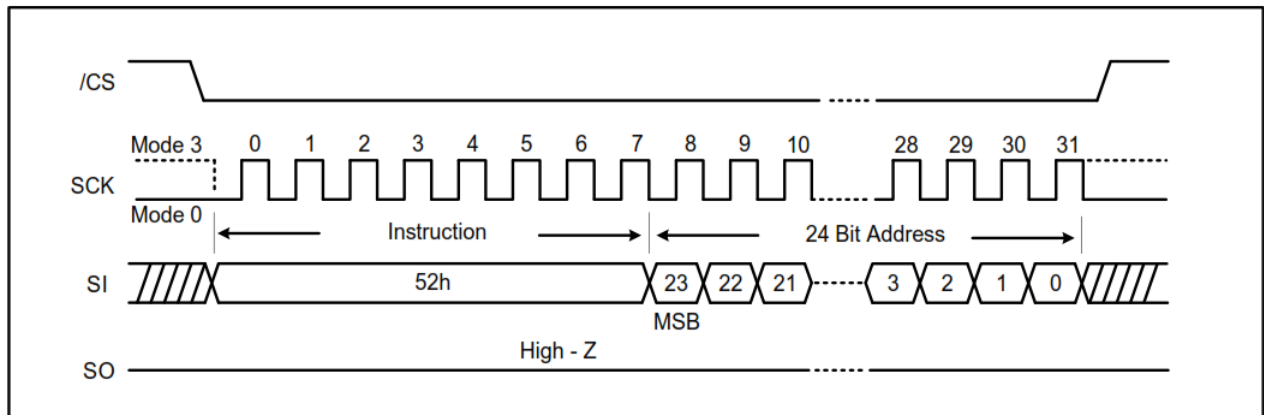 /CS
Mode 3 0 1 2 3 4 5 6 7 8 9 10 28 29 30 31
SCK
Mode 0
Instruction 24 Bit Address
SI 52h 23 22 21 3 2 1 0
MSB
High - Z
SO